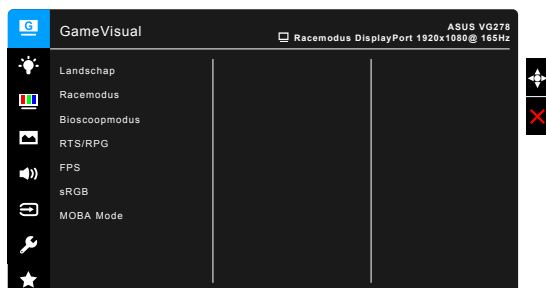 G
GameVisual
ASUS VG278
Racemodus DisplayPort 1920x1080@ 165Hz
Landschap
Racemodus
Bioscoopmodus
RTS/RPG
FPS
sRGB
MOBA Mode